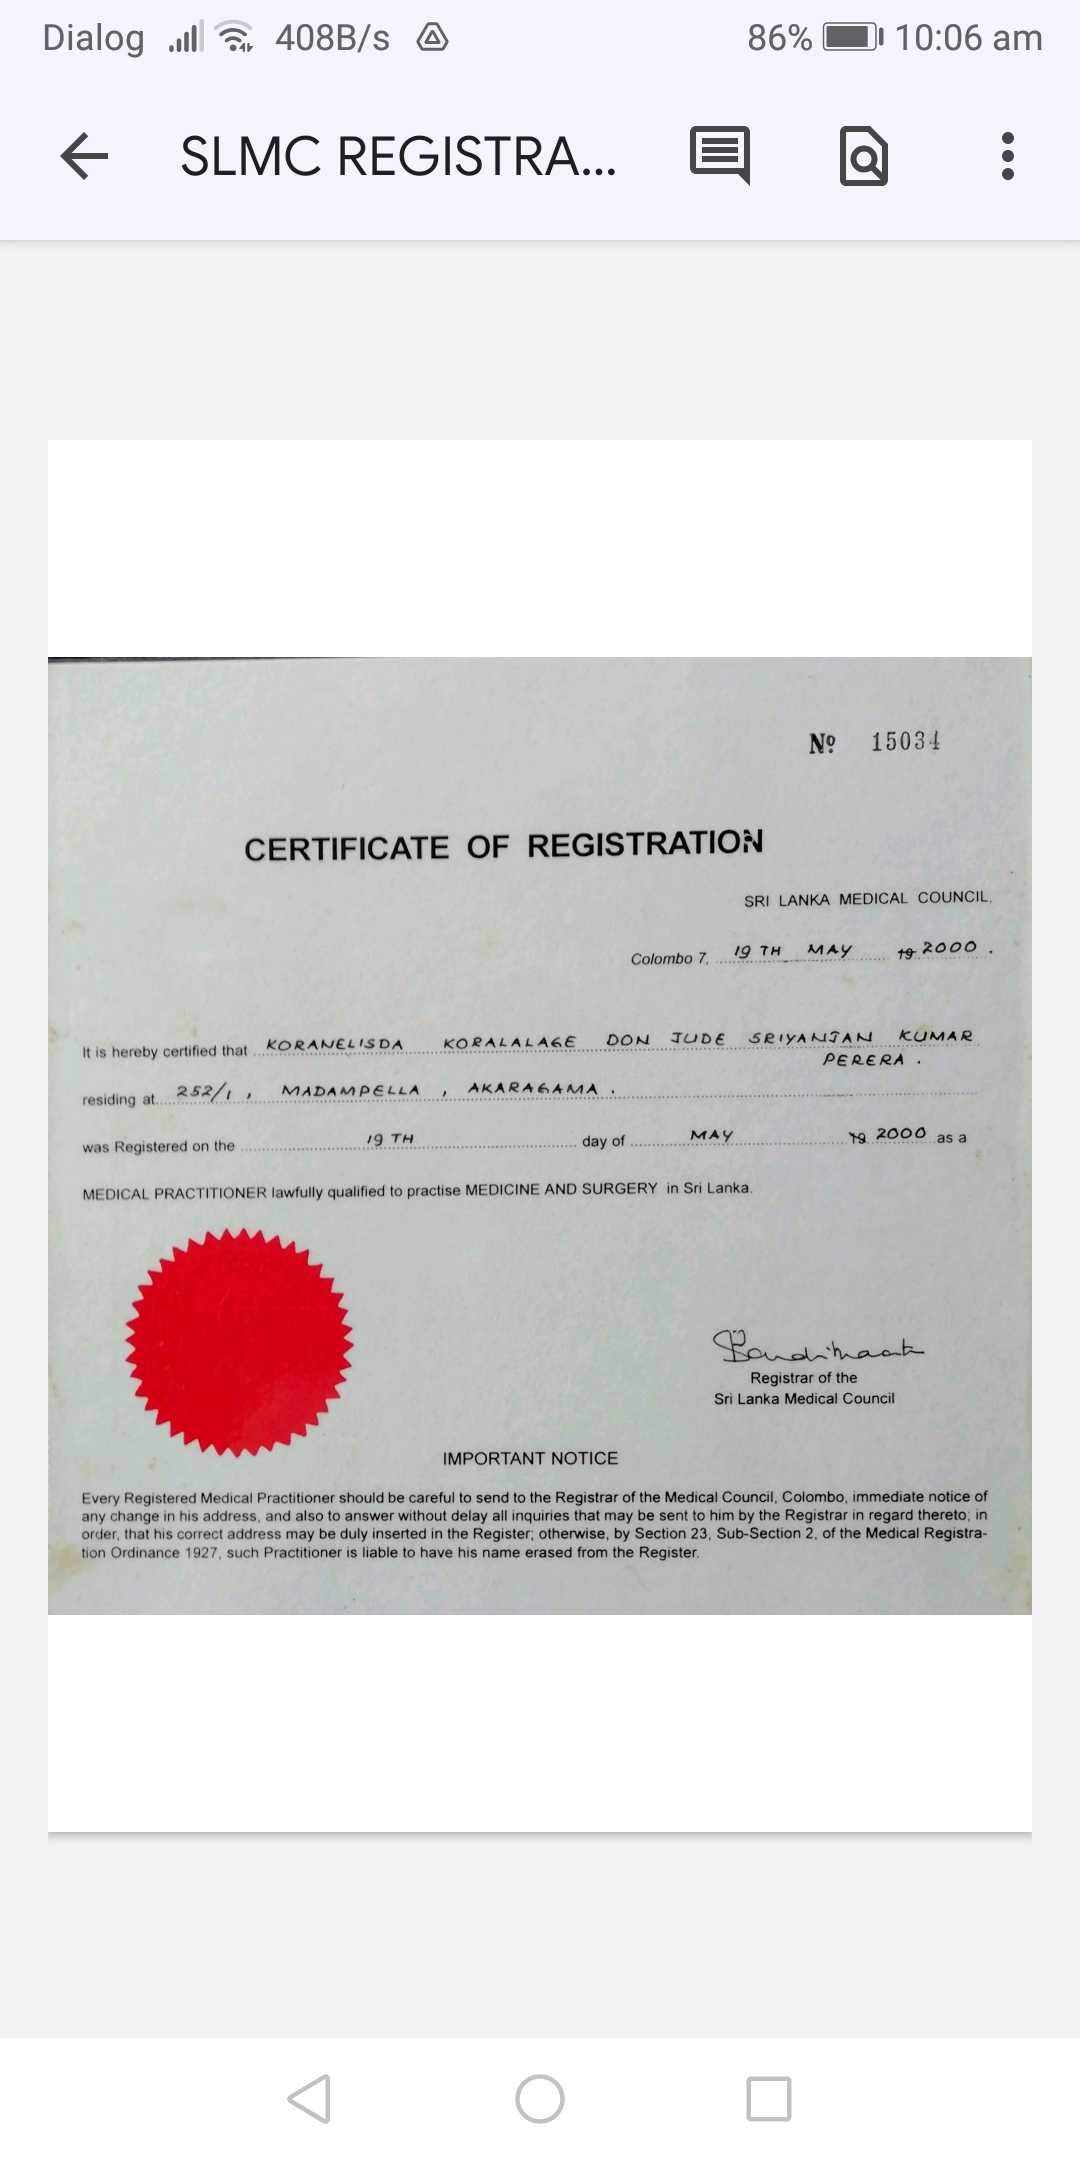 Dialog 408B/s 86% 10:06 am
SLMC REGISTRA...
Nº 15034
CERTIFICATE OF REGISTRATION
SRI LANKA MEDICAL COUNCIL,
Colombo 7, 19 TH MAY 19 2000 .
It is hereby certified that KORANELISDA KORALALAGE DON JUDE SRIYANJAN KUMAR
PERERA .
residing at 252/1 , MADAMPELLA , AKARAGAMA .
was Registered on the 19 TH day of MAY 19 2000 as a
MEDICAL PRACTITIONER lawfully qualified to practise MEDICINE AND SURGERY in Sri Lanka.
Registrar of the
Sri Lanka Medical Council
IMPORTANT NOTICE
Every Registered Medical Practitioner should be careful to send to the Registrar of the Medical Council, Colombo, immediate notice of
any change in his address, and also to answer without delay all inquiries that may be sent to him by the Registrar in regard thereto; in
order, that his correct address may be duly inserted in the Register; otherwise, by Section 23, Sub-Section 2, of the Medical Registra-
tion Ordinance 1927, such Practitioner is liable to have his name erased from the Register.